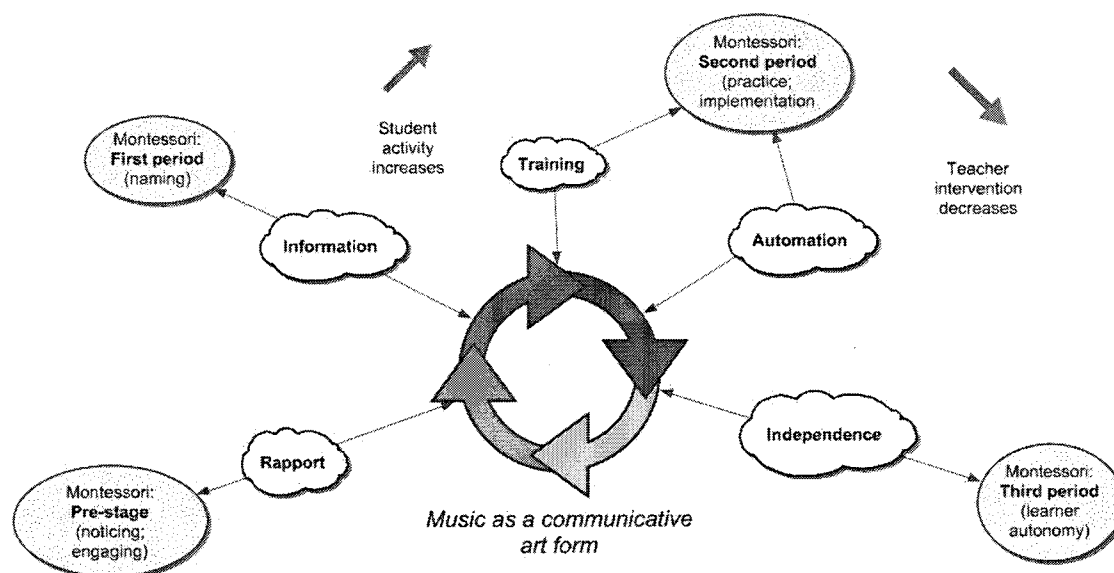 Montessori:
Second period
(practice;
implementation
Student
activity
increases
Montessori:
First period
(naming)
Training
Teacher
intervention
decreases
Information
Automation
Independence
Rapport
Montessori:
Pre-stage
(noticing;
engaging)
Montessori:
Third period
(learner
autonomy)
Music as a communicative
art form